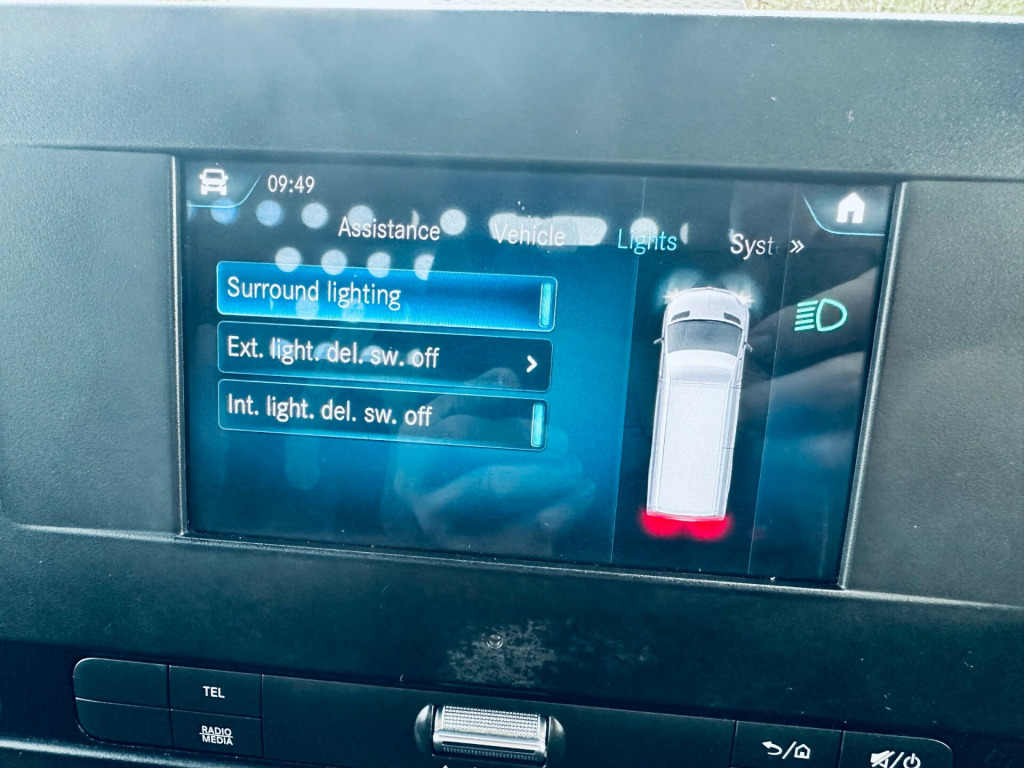 09:49
Assistance Vehicle Lights Syste »
Surround lighting
Ext. light. del. sw. off
Int. light. del. sw. off
TEL
RADIO
MEDIA